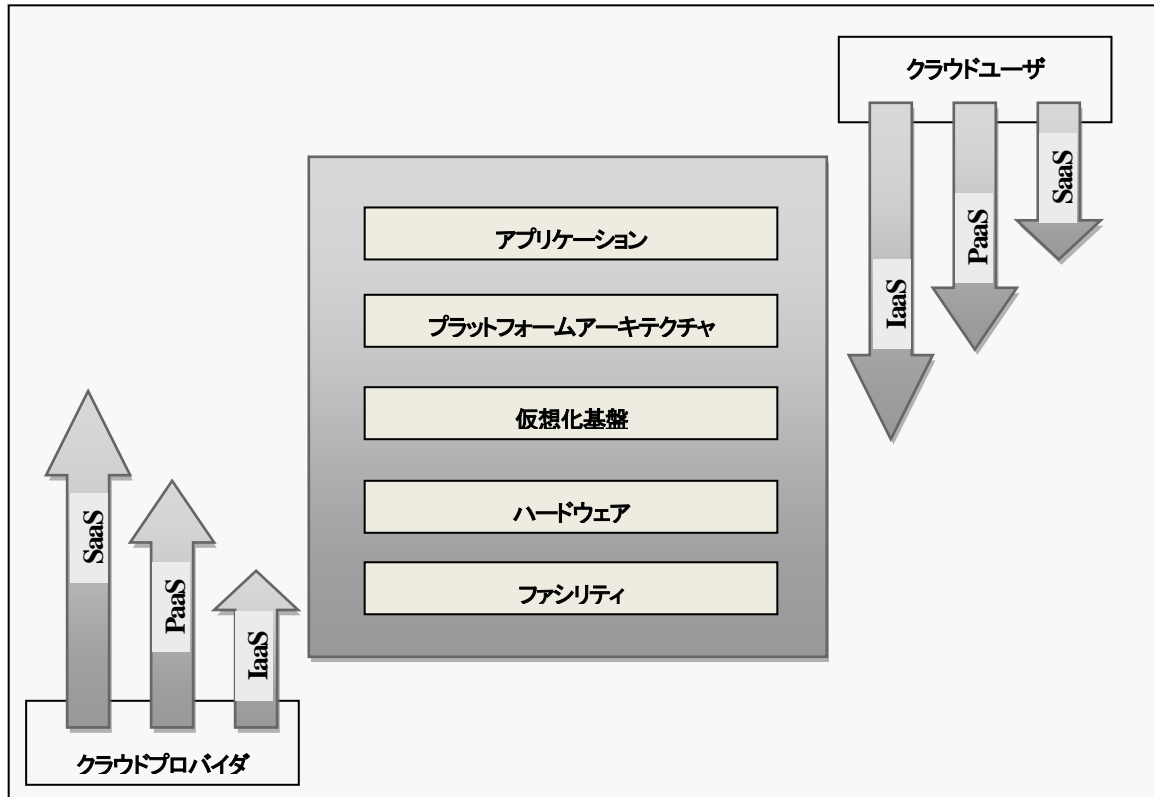 クラウドユーザ
IaaS
PaaS
SaaS
アプリケーション
プラットフォームアーキテクチャ
仮想化基盤
ハードウェア
ファシリティ
SaaS
PaaS
IaaS
クラウドプロバイダ